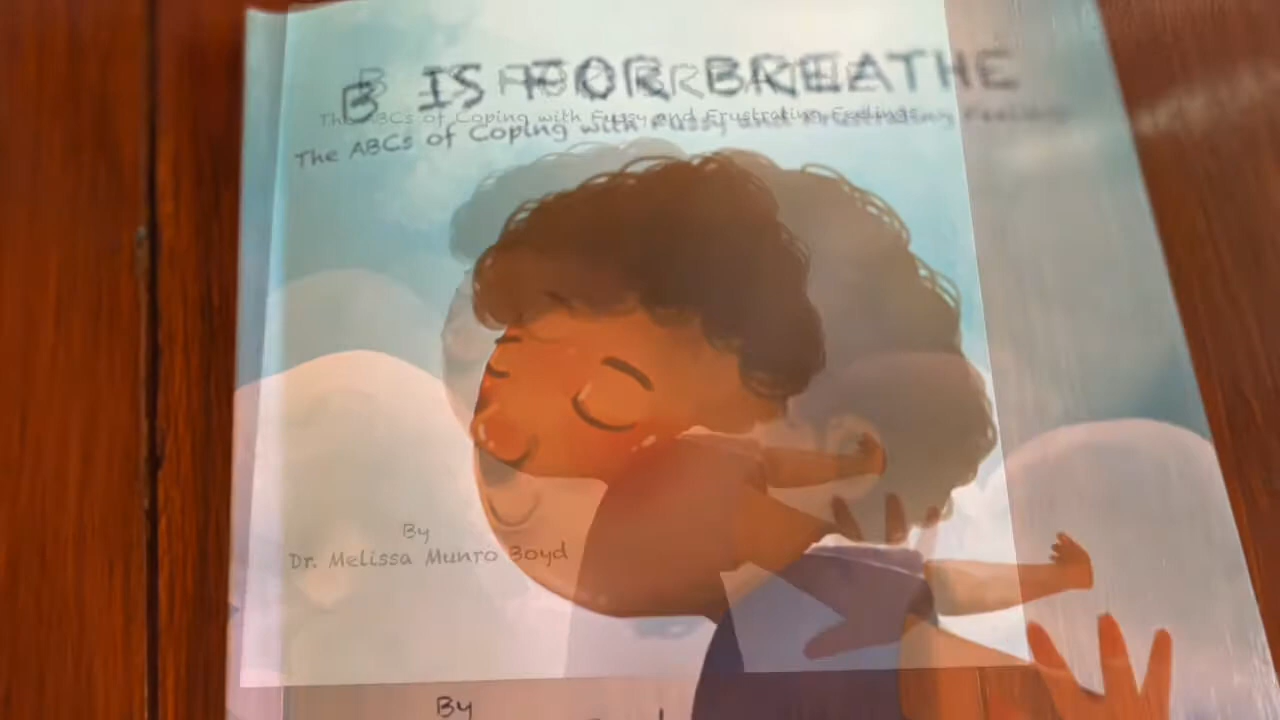 B IS FOR BREATHE
The ABCs of Coping with Fussy and Frustrating Feelings
By
Dr. Melissa Munro Boyd
By